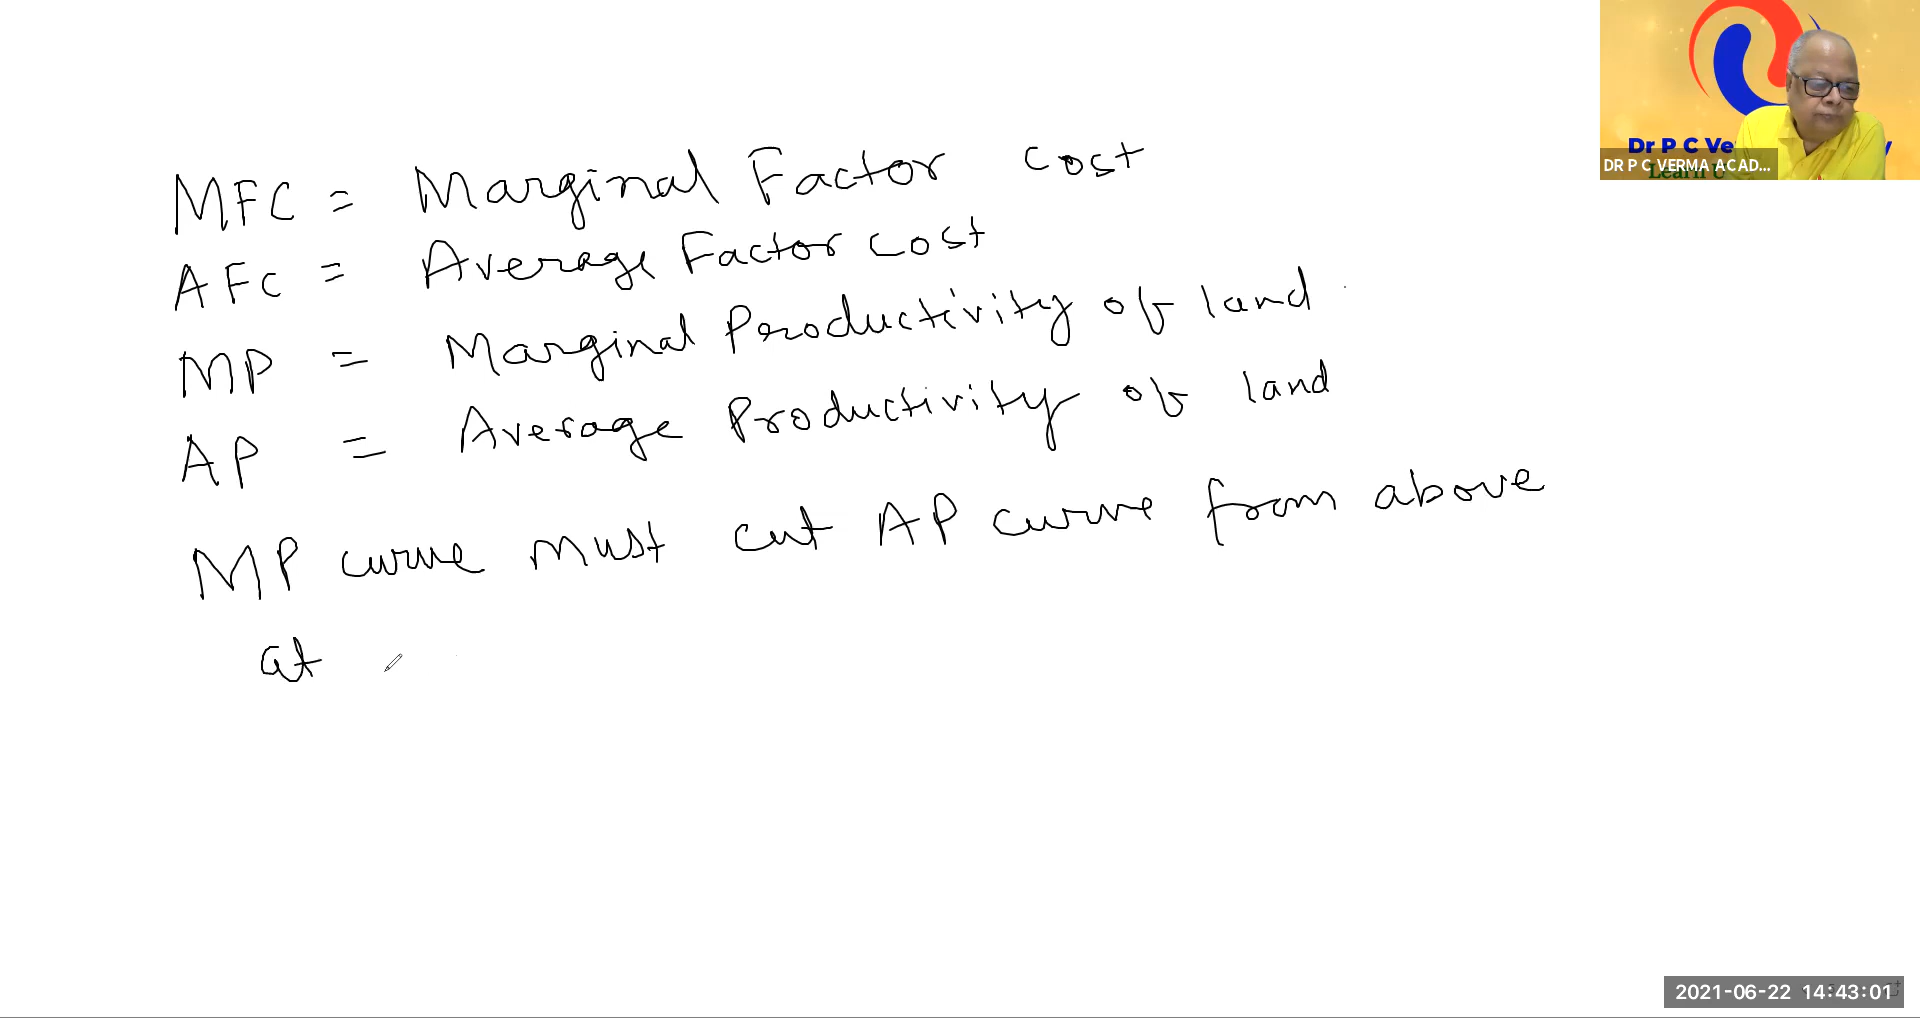 MFC = Marginal Factor cost
AFC = Average Factor cost
MP = Marginal Productivity of land
AP = Average Productivity of land
MP curve must cut AP curve from above
at
Dr P C Ve
DR P C VERMA ACAD...
Learn U
2021-06-22 14:43:01